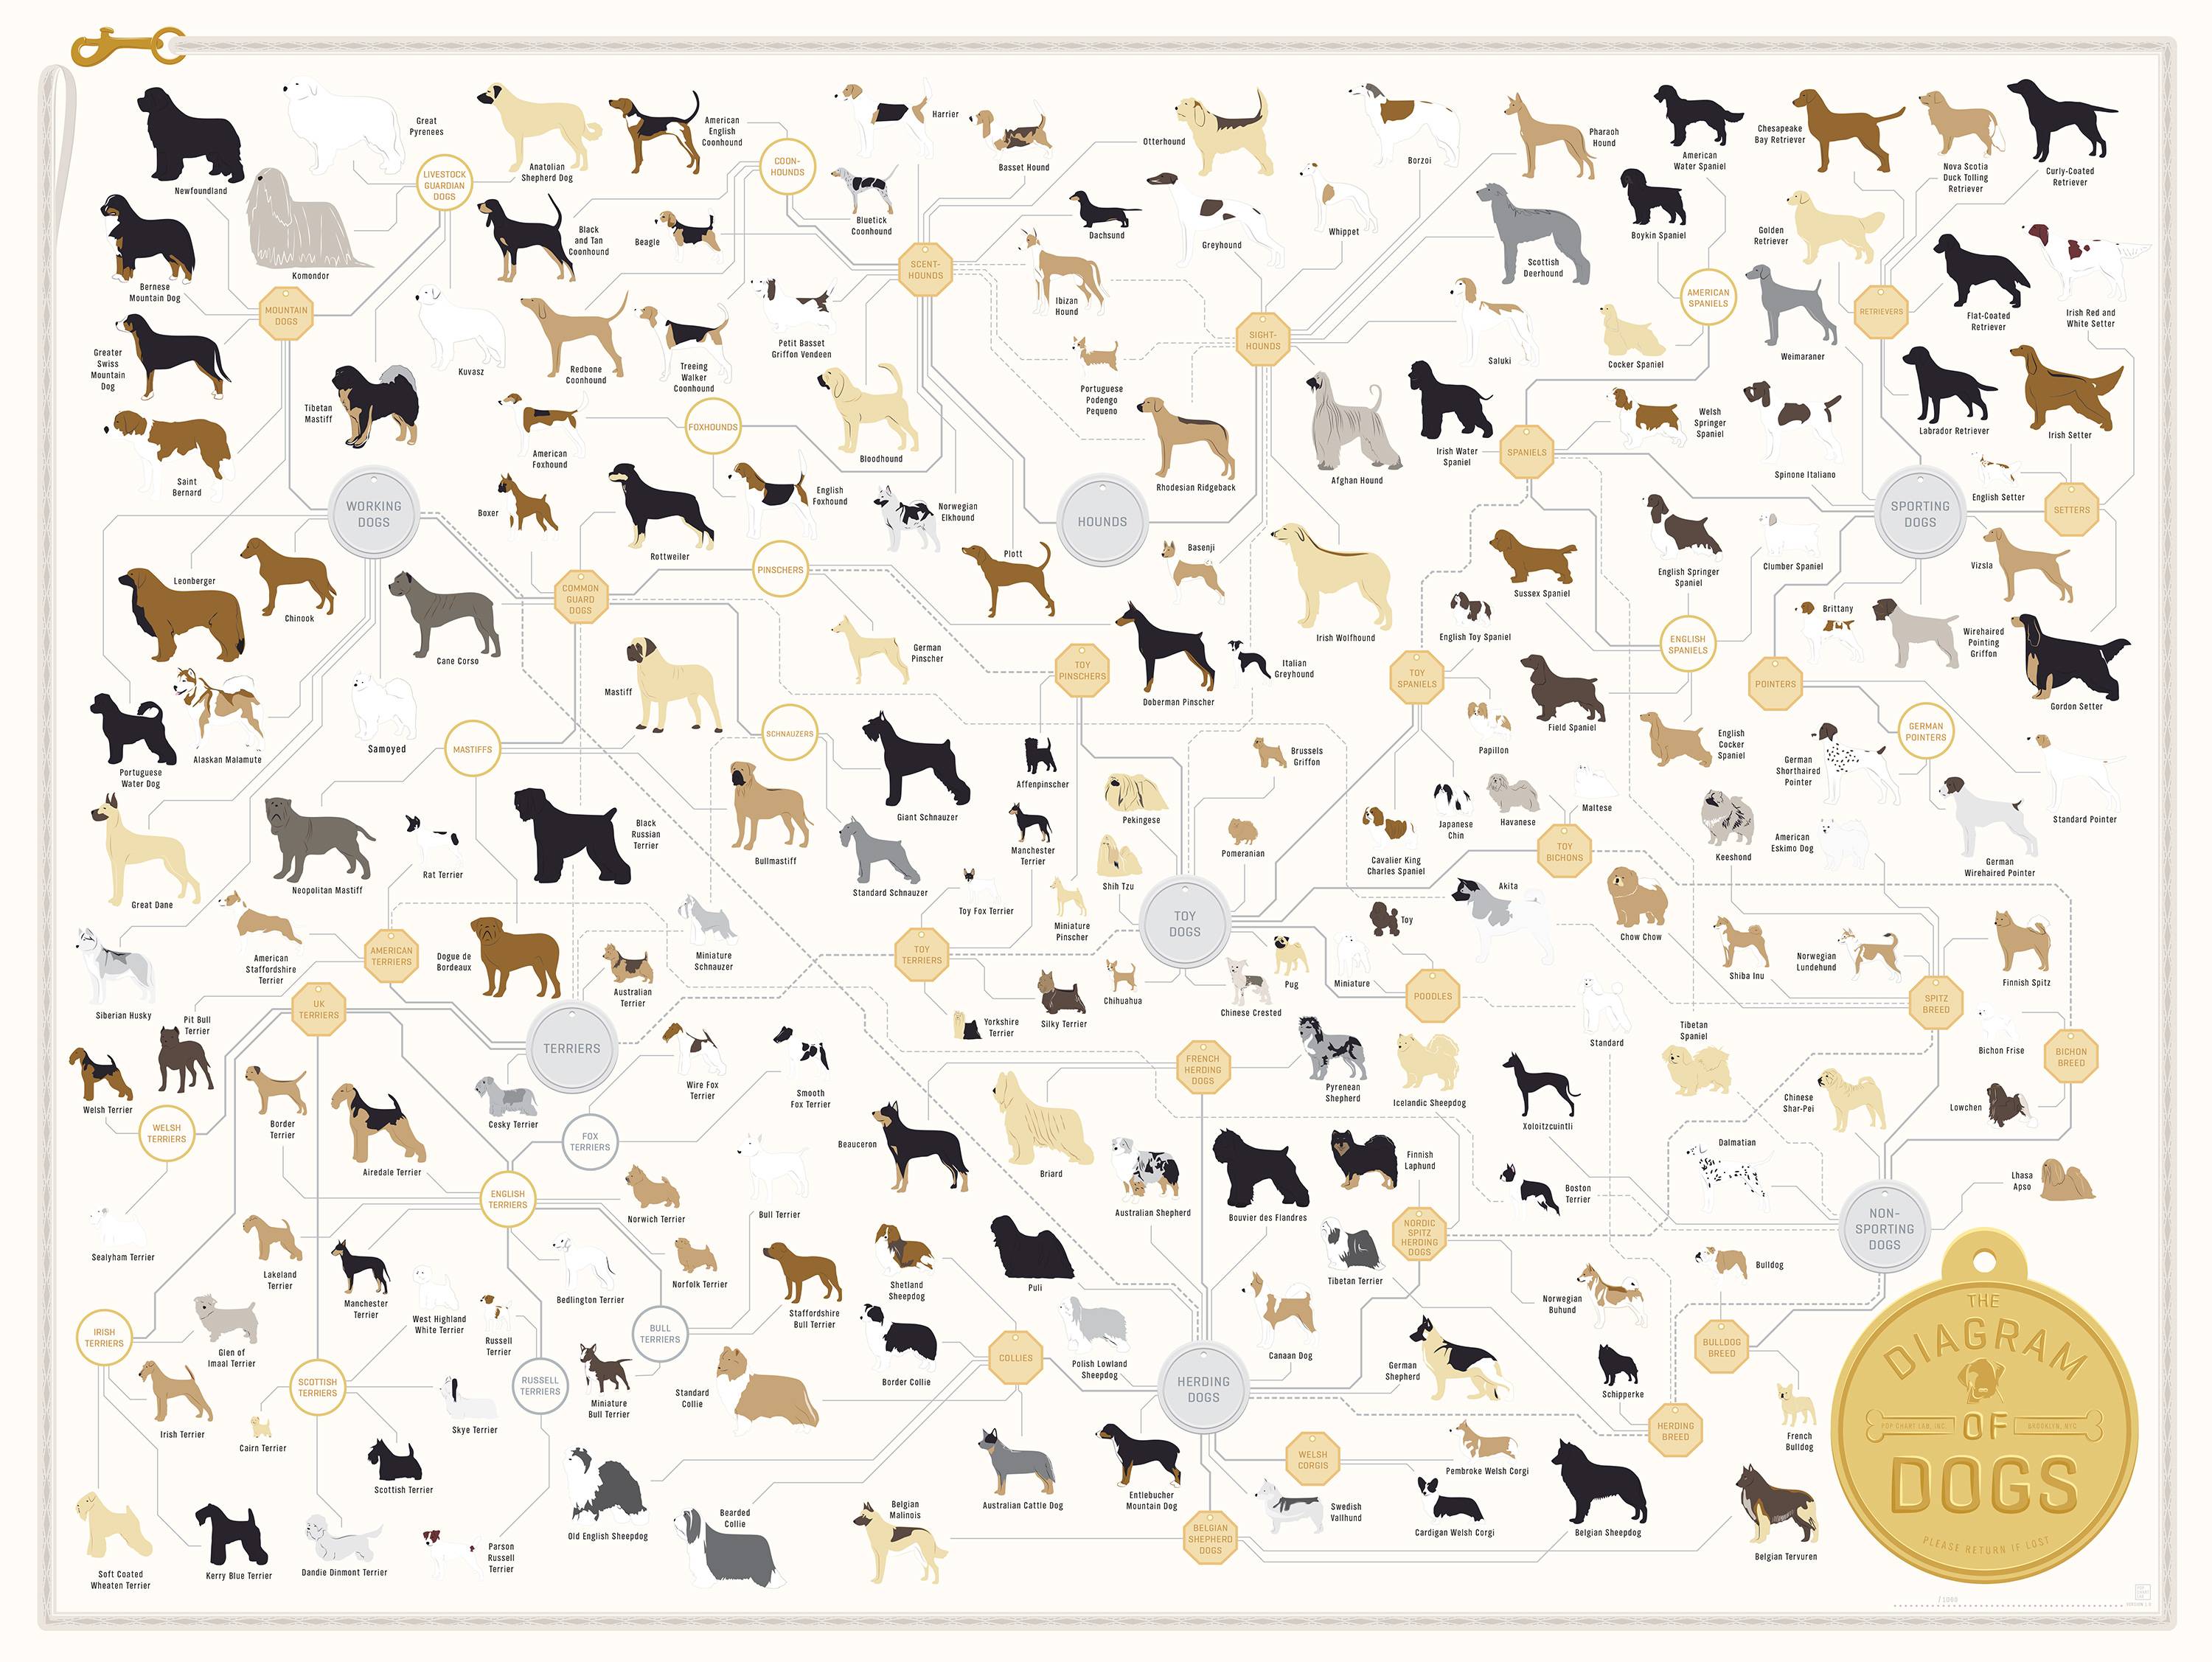 Newfoundland
Great
Pyrenees
LIVESTOCK
GUARDIAN
DOGS
Anatolian
Shepherd Dog
American
English
Coonhound
COON-
HOUNDS
Harrier
Basset Hound
Otterhound
Borzoi
Pharaoh
Hound
American
Water Spaniel
Chesapeake
Bay Retriever
Nova Scotia
Duck Tolling
Retriever
Curly-Coated
Retriever
Bernese
Mountain Dog
Komondor
Black
and Tan
Coonhound
Beagle
Bluetick
Coonhound
Dachsund
Greyhound
Whippet
Scottish
Deerhound
Boykin Spaniel
Golden
Retriever
Flat-Coated
Retriever
Irish Red and
White Setter
MOUNTAIN
DOGS
SCENT-
HOUNDS
Ibizan
Hound
SIGHT-
HOUNDS
AMERICAN
SPANIELS
RETRIEVERS
Weimaraner
Greater
Swiss
Mountain
Dog
Kuvasz
Redbone
Coonhound
Treeing
Walker
Coonhound
Petit Basset
Griffon Vendeen
Portuguese
Podengo
Pequeno
Saluki
Cocker Spaniel
Labrador Retriever
Irish Setter
Tibetan
Mastiff
FOXHOUNDS
American
Foxhound
Bloodhound
Rhodesian Ridgeback
Afghan Hound
Irish Water
Spaniel
SPANIELS
Welsh
Springer
Spaniel
Spinone Italiano
English Setter
SETTERS
Saint
Bernard
WORKING
DOGS
Boxer
Rottweiler
English
Foxhound
Norwegian
Elkhound
HOUNDS
SPORTING
DOGS
Leonberger
Chinook
Cane Corso
COMMON
GUARD
DOGS
PINSCHERS
Plott
Basenji
Irish Wolfhound
Sussex Spaniel
English Springer
Spaniel
Clumber Spaniel
Vizsla
Brittany
Wirehaired
Pointing
Griffon
Gordon Setter
Mastiff
German
Pinscher
TOY
PINSCHERS
Doberman Pinscher
Italian
Greyhound
English Toy Spaniel
TOY
SPANIELS
ENGLISH
SPANIELS
POINTERS
Portuguese
Water Dog
Alaskan Malamute
Samoyed
MASTIFFS
SCHNAUZERS
Giant Schnauzer
Affenpinscher
Brussels
Griffon
Papillon
Field Spaniel
English
Cocker
Spaniel
German
Shorthaired
Pointer
GERMAN
POINTERS
Standard Pointer
Great Dane
Neopolitan Mastiff
Rat Terrier
Black
Russian
Terrier
Bullmastiff
Standard Schnauzer
Manchester
Terrier
Pekingese
Pomeranian
Cavalier King
Charles Spaniel
Japanese
Chin
Havanese
Maltese
TOY
BICHONS
Keeshond
American
Eskimo Dog
German
Wirehaired Pointer
Siberian Husky
American
Staffordshire
Terrier
AMERICAN
TERRIERS
Dogue de
Bordeaux
Australian
Terrier
Miniature
Schnauzer
Toy Fox Terrier
Miniature
Pinscher
Shih Tzu
TOY
TERRIERS
TOY
DOGS
Toy
Akita
Chow Chow
Shiba Inu
Norwegian
Lundehund
Finnish Spitz
UK
TERRIERS
TERRIERS
Yorkshire
Terrier
Silky Terrier
Chihuahua
Chinese Crested
Pug
Miniature
POODLES
Standard
Tibetan
Spaniel
SPITZ
BREED
Bichon Frise
BICHON
BREED
Welsh Terrier
Pit Bull
Terrier
WELSH
TERRIERS
Border
Terrier
Airedale Terrier
Cesky Terrier
FOX
TERRIERS
Wire Fox
Terrier
Smooth
Fox Terrier
Beauceron
Briard
FRENCH
HERDING
DOGS
Pyrenean
Shepherd
Icelandic Sheepdog
Xoloitzcuintli
Chinese
Shar-Pei
Lowchen
Sealyham Terrier
Lakeland
Terrier
ENGLISH
TERRIERS
Norwich Terrier
Bull Terrier
Australian Shepherd
Bouvier des Flandres
Finnish
Laphund
Boston
Terrier
Dalmatian
Lhasa
Apso
Manchester
Terrier
West Highland
White Terrier
Bedlington Terrier
Norfolk Terrier
Staffordshire
Bull Terrier
Shetland
Sheepdog
Puli
Tibetan Terrier
NORDIC
SPITZ
HERDING
DOGS
Norwegian
Buhund
Bulldog
NON-
SPORTING
DOGS
IRISH
TERRIERS
Glen of
Imaal Terrier
Russell
Terrier
BULL
TERRIERS
Border Collie
COLLIES
Polish Lowland
Sheepdog
HERDING
DOGS
Canaan Dog
German
Shepherd
Schipperke
BULLDOG
BREED
Irish Terrier
Cairn Terrier
SCOTTISH
TERRIERS
Skye Terrier
RUSSELL
TERRIERS
Miniature
Bull Terrier
Standard
Collie
HERDING
BREED
French
Bulldog
Scottish Terrier
Old English Sheepdog
Australian Cattle Dog
Entlebucher
Mountain Dog
WELSH
CORGIS
Pembroke Welsh Corgi
Swedish
Vallhund
Cardigan Welsh Corgi
Belgian Sheepdog
Belgian Tervuren
Soft Coated
Wheaten Terrier
Kerry Blue Terrier
Dandie Dinmont Terrier
Parson
Russell
Terrier
Bearded
Collie
Belgian
Malinois
BELGIAN
SHEPHERD
DOGS
THE
DIAGRAM
OF
POP CHART LAB, INC.
BROOKLYN, NYC
DOGS
PLEASE RETURN IF LOST